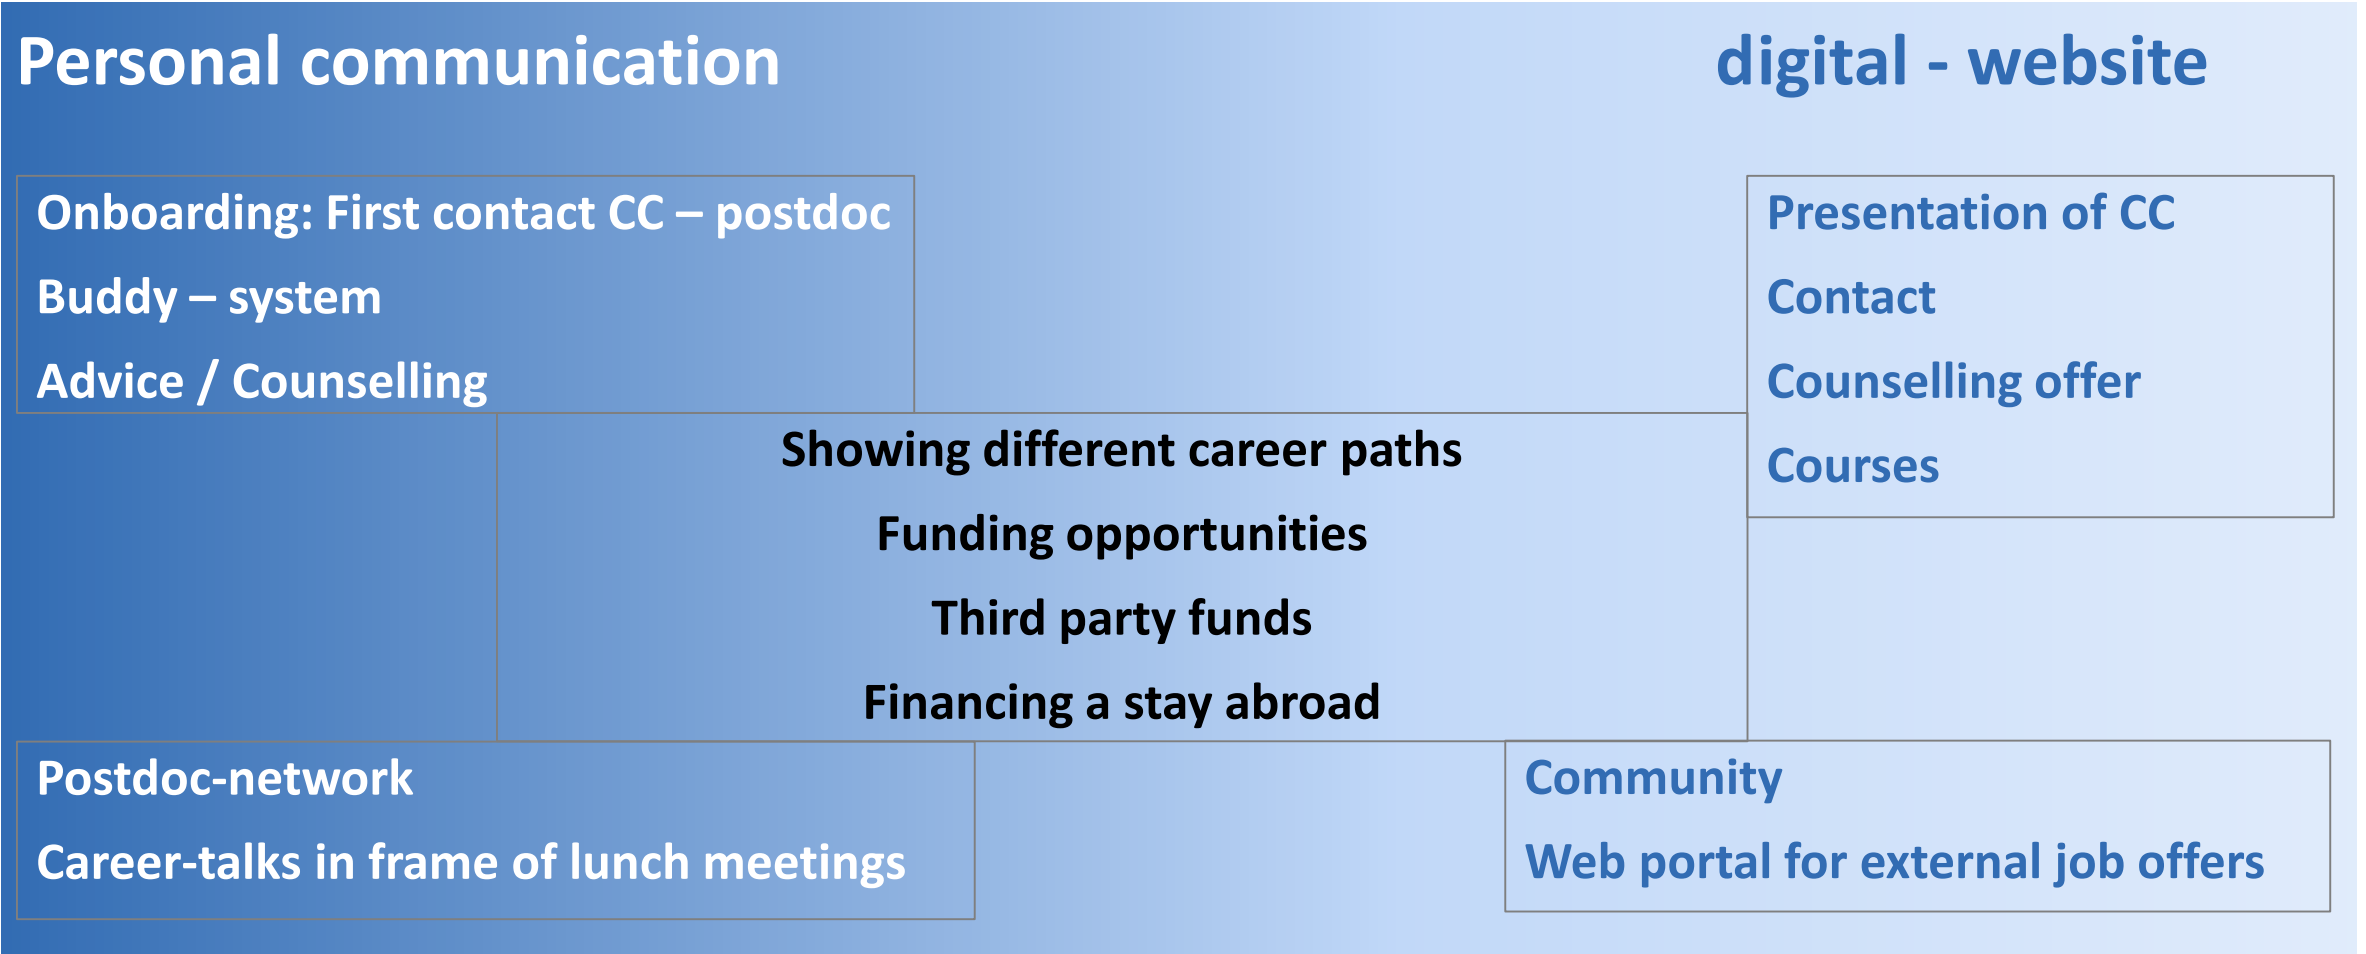 Personal communication
digital - website
Onboarding: First contact CC – postdoc
Buddy – system
Advice / Counselling
Presentation of CC
Contact
Counselling offer
Courses
Showing different career paths
Funding opportunities
Third party funds
Financing a stay abroad
Postdoc-network
Career-talks in frame of lunch meetings
Community
Web portal for external job offers